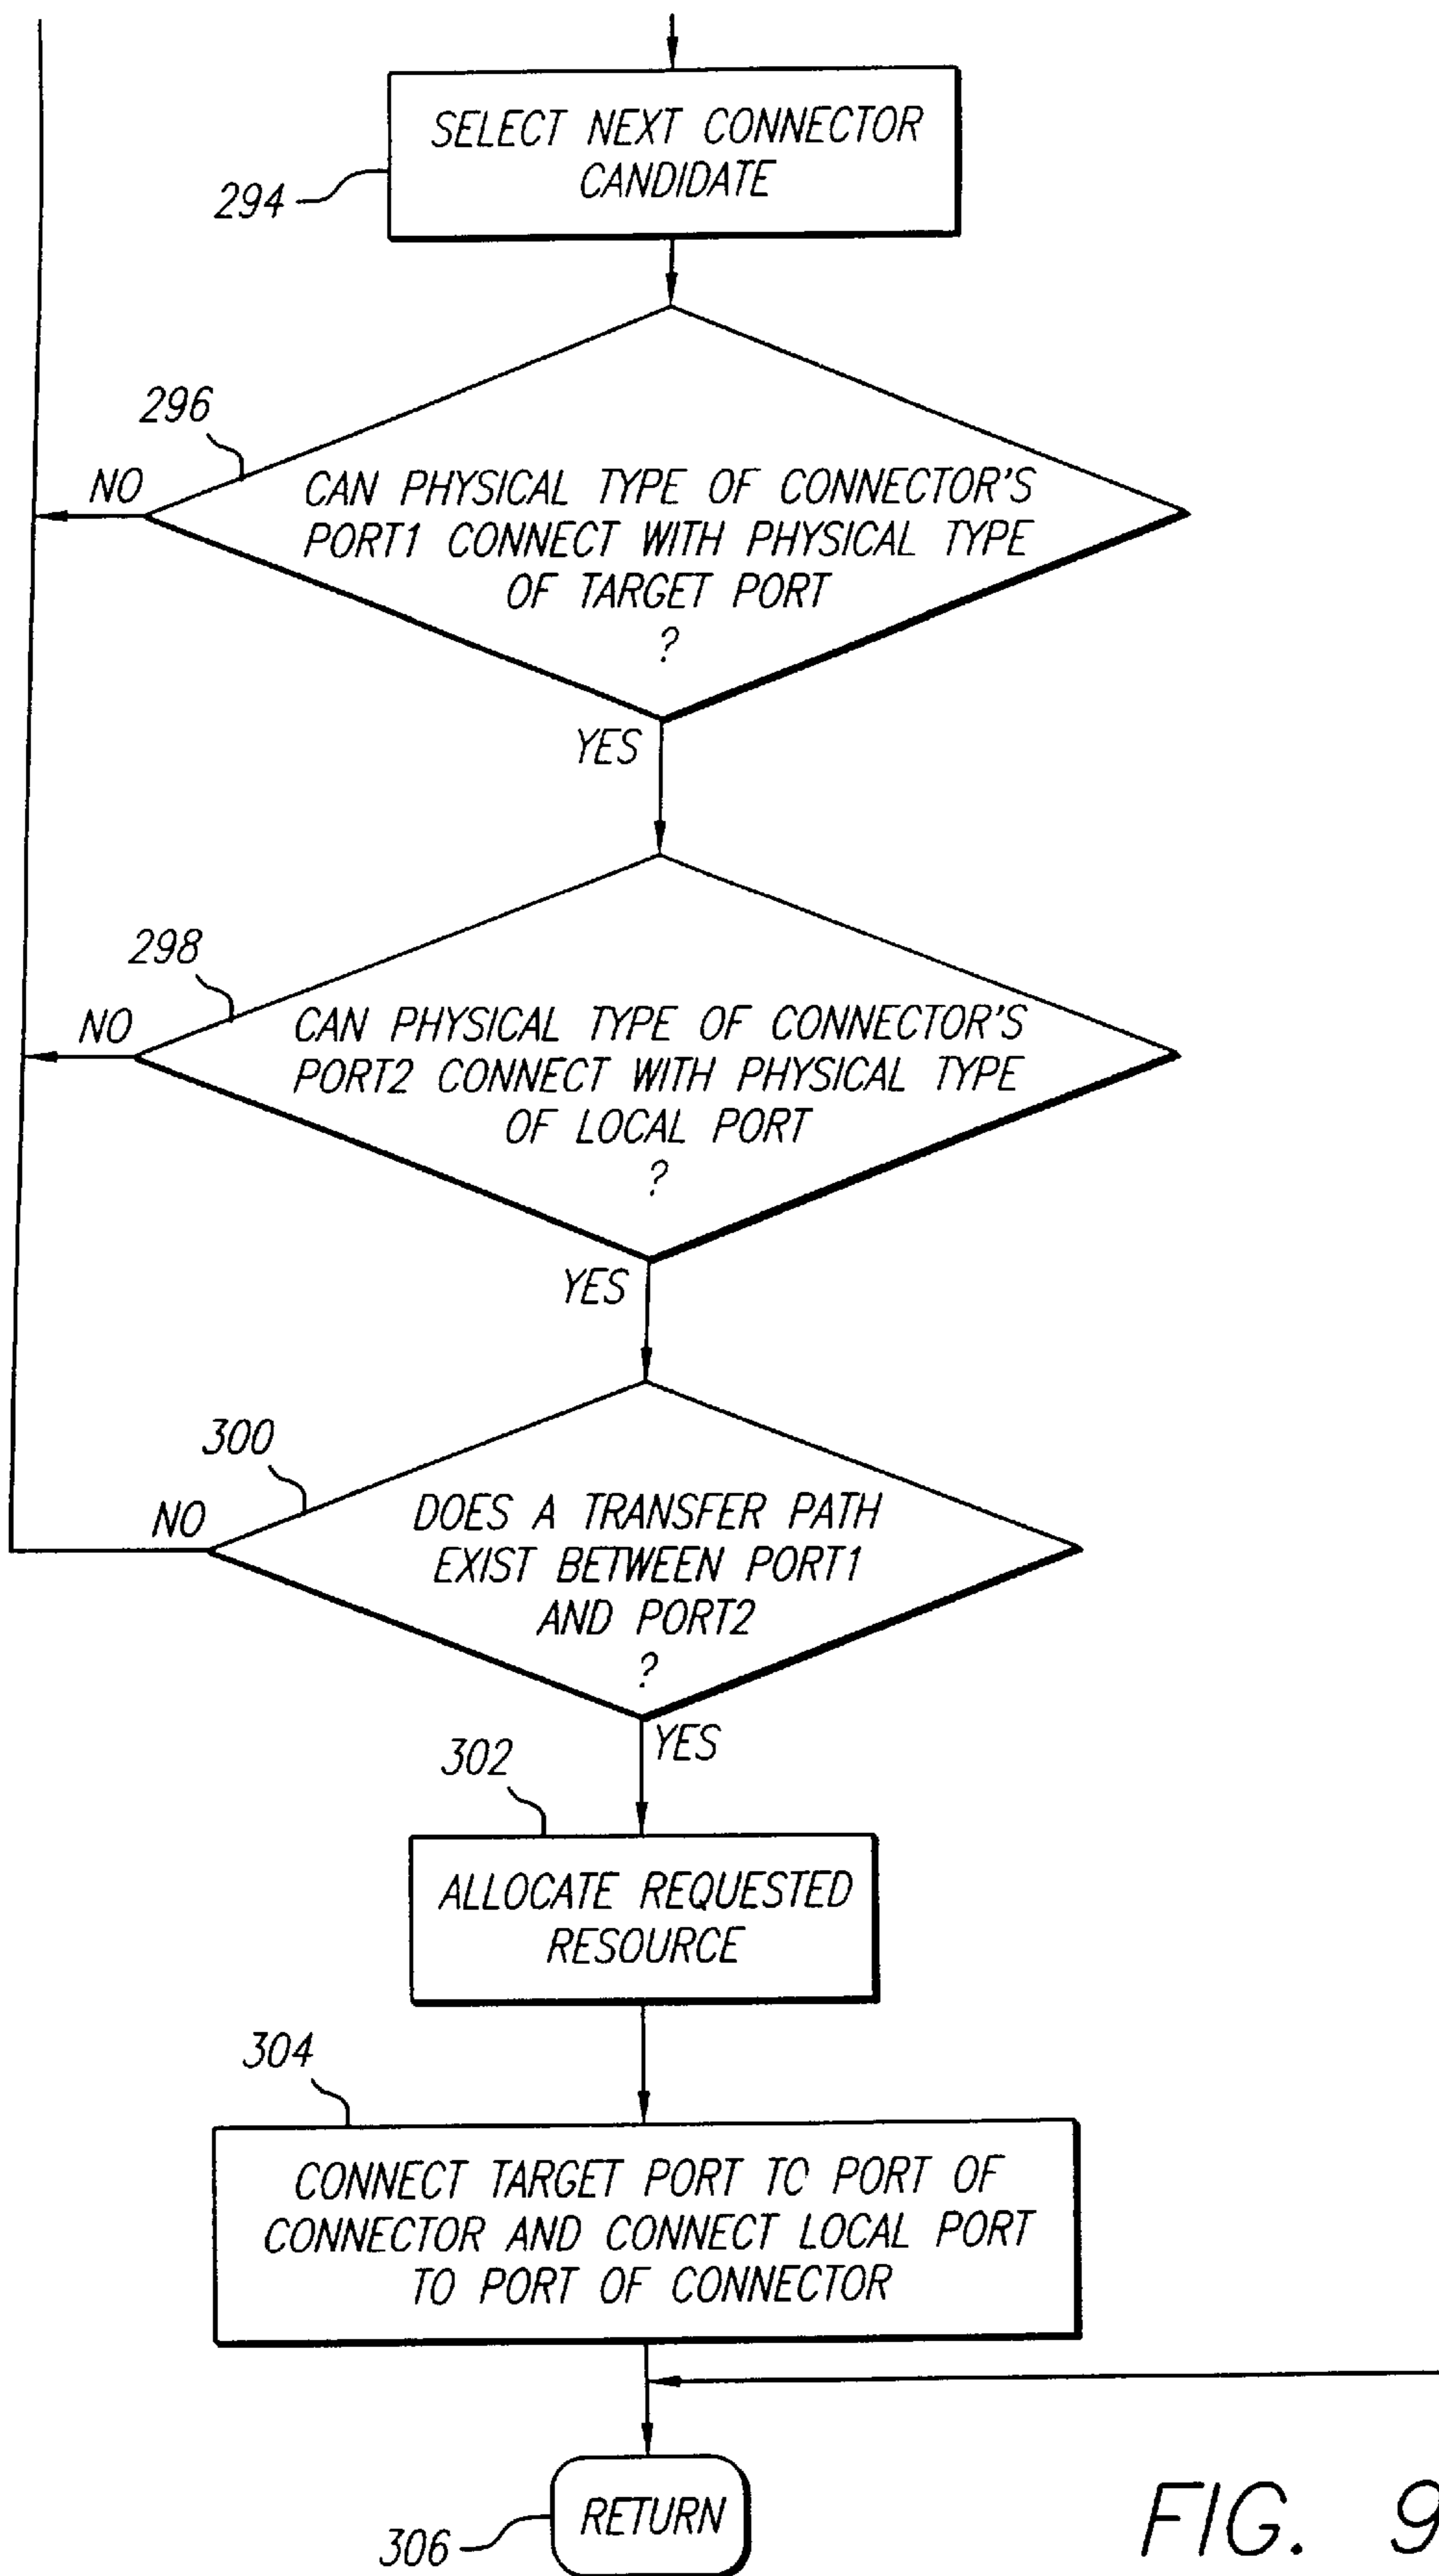 SELECT NEXT CONNECTOR
CANDIDATE
294
296
NO
CAN PHYSICAL TYPE OF CONNECTOR'S
PORT1 CONNECT WITH PHYSICAL TYPE
OF TARGET PORT
?
YES
298
NO
CAN PHYSICAL TYPE OF CONNECTOR'S
PORT2 CONNECT WITH PHYSICAL TYPE
OF LOCAL PORT
?
YES
300
NO
DOES A TRANSFER PATH
EXIST BETWEEN PORT1
AND PORT2
?
YES
302
ALLOCATE REQUESTED
RESOURCE
304
CONNECT TARGET PORT TO PORT OF
CONNECTOR AND CONNECT LOCAL PORT
TO PORT OF CONNECTOR
RETURN
306
FIG. 9